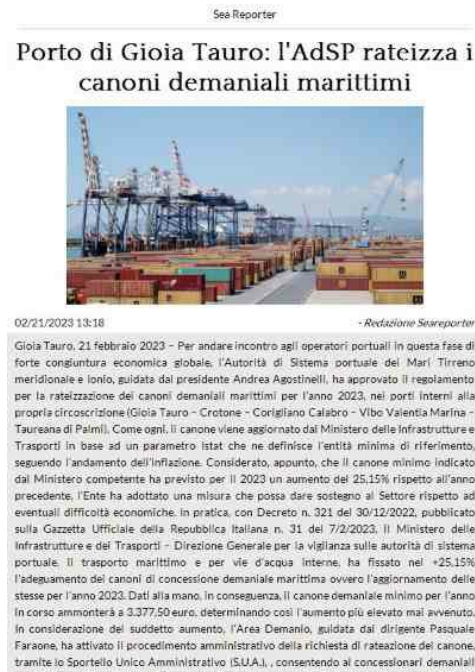 Sea Reporter
Porto di Gioia Tauro: l'AdSP rateizza i
canoni demaniali marittimi
02/21/2023 13:18
- Redazione Seareporter
Gioia Tauro, 21 febbraio 2023 – Per andare incontro agli operatori portuali in questa fase di
forte congiuntura economica globale, l'Autorità di Sistema portuale dei Mari Tirreno
meridionale e Ionio, guidata dal presidente Andrea Agostinelli, ha approvato il regolamento
per la rateizzazione dei canoni demaniali marittimi per l'anno 2023, nei porti interni alla
propria circoscrizione (Gioia Tauro – Crotone – Corigliano Calabro – Vibo Valentia Marina –
Taureana di Palmi). Come ogni, il canone viene aggiornato dal Ministero delle Infrastrutture e
Trasporti in base ad un parametro Istat che ne definisce l'entità minima di riferimento,
seguendo l'andamento dell'inflazione. Considerato, appunto, che il canone minimo indicato
dal Ministero competente ha previsto per il 2023 un aumento del 25,15% rispetto all'anno
precedente, l'Ente ha adottato una misura che possa dare sostegno al Settore rispetto ad
eventuali difficoltà economiche. In pratica, con Decreto n. 321 del 30/12/2022, pubblicato
sulla Gazzetta Ufficiale della Repubblica Italiana n. 31 del 7/2/2023, il Ministero delle
Infrastrutture e dei Trasporti – Direzione Generale per la vigilanza sulle autorità di sistema
portuale, il trasporto marittimo e per vie d'acqua interne, ha fissato nel +25,15%
l'adeguamento dei canoni di concessione demaniale marittima ovvero l'aggiornamento delle
stesse per l'anno 2023. Dati alla mano, in conseguenza, il canone demaniale minimo per l'anno
in corso ammonterà a 3.377,50 euro, determinando così l'aumento più elevato mai avvenuto.
In considerazione del suddetto aumento, l'Area Demanio, guidata dal dirigente Pasquale
Faraone, ha attivato il procedimento amministrativo della richiesta di rateazione del canone
tramite lo Sportello Unico Amministrativo (S.U.A.), , consentendo ai concessionari demaniali